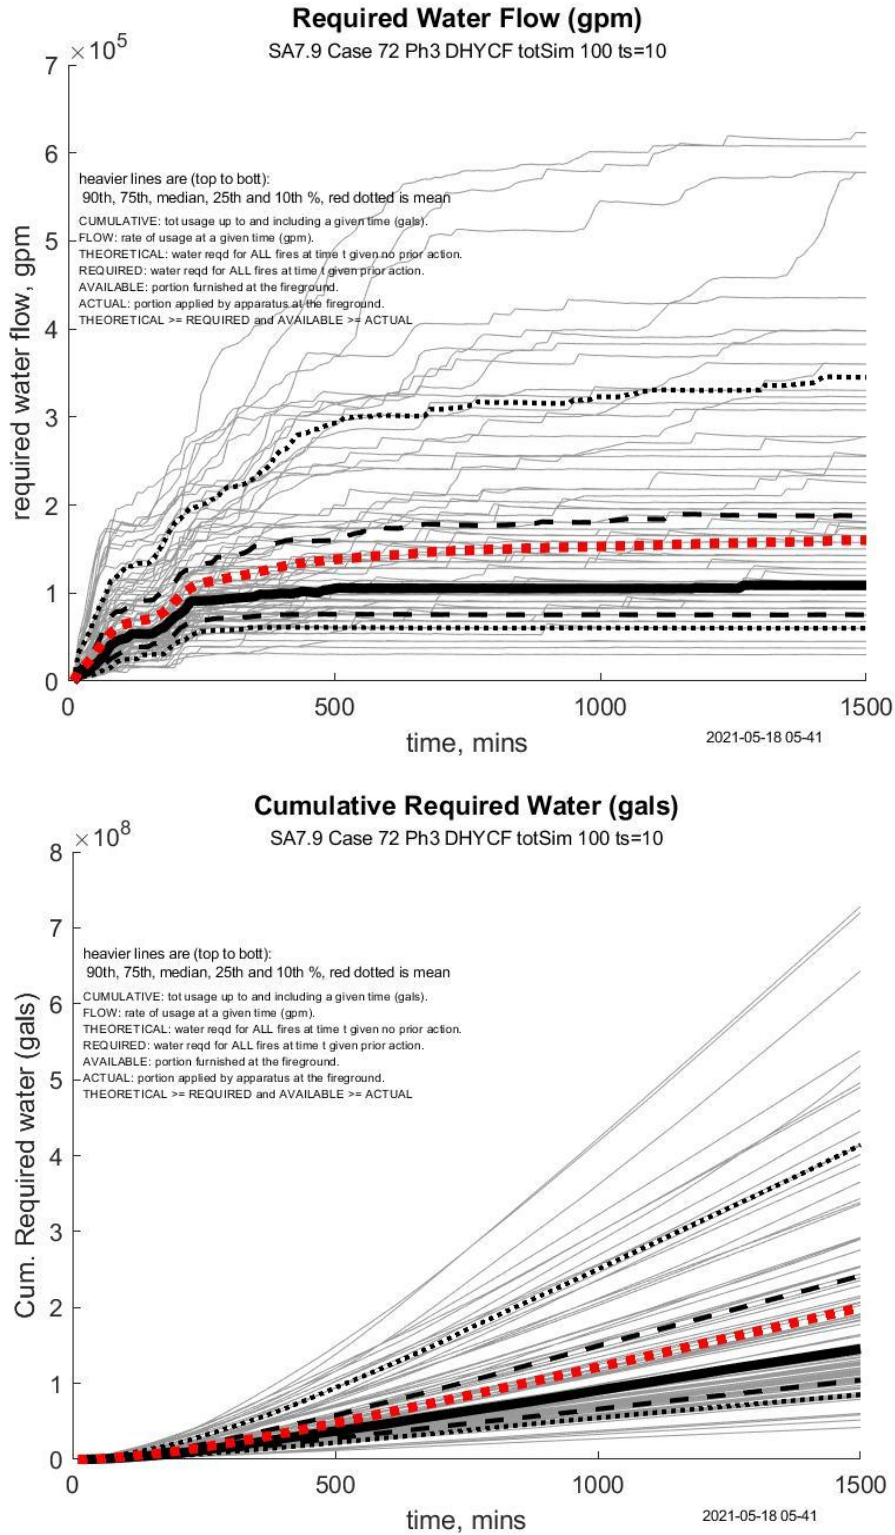 Required Water Flow (gpm)
SA7.9 Case 72 Ph3 DHYCF totSim 100 ts=10
×10⁵
7
6
heavier lines are (top to bott):
90th, 75th, median, 25th and 10th %, red dotted is mean
CUMULATIVE: tot usage up to and including a given time (gals).
5
FLOW: rate of usage at a given time (gpm).
THEORETICAL: water reqd for ALL fires at time t given no prior action.
REQUIRED: water reqd for ALL fires at time t given prior action.
AVAILABLE: portion furnished at the fireground.
ACTUAL: portion applied by apparatus at the fireground.
4
THEORETICAL >= REQUIRED and AVAILABLE >= ACTUAL
required water flow, gpm
3
2
1
0
0 500 1000 1500
time, mins
2021-05-18 05-41
Cumulative Required Water (gals)
SA7.9 Case 72 Ph3 DHYCF totSim 100 ts=10
×10⁸
8
7
heavier lines are (top to bott):
90th, 75th, median, 25th and 10th %, red dotted is mean
CUMULATIVE: tot usage up to and including a given time (gals).
6
FLOW: rate of usage at a given time (gpm).
THEORETICAL: water reqd for ALL fires at time t given no prior action.
REQUIRED: water reqd for ALL fires at time t given prior action.
AVAILABLE: portion furnished at the fireground.
5
ACTUAL: portion applied by apparatus at the fireground.
THEORETICAL >= REQUIRED and AVAILABLE >= ACTUAL
Cum. Required water (gals)
4
3
2
1
0
0 500 1000 1500
time, mins
2021-05-18 05-41